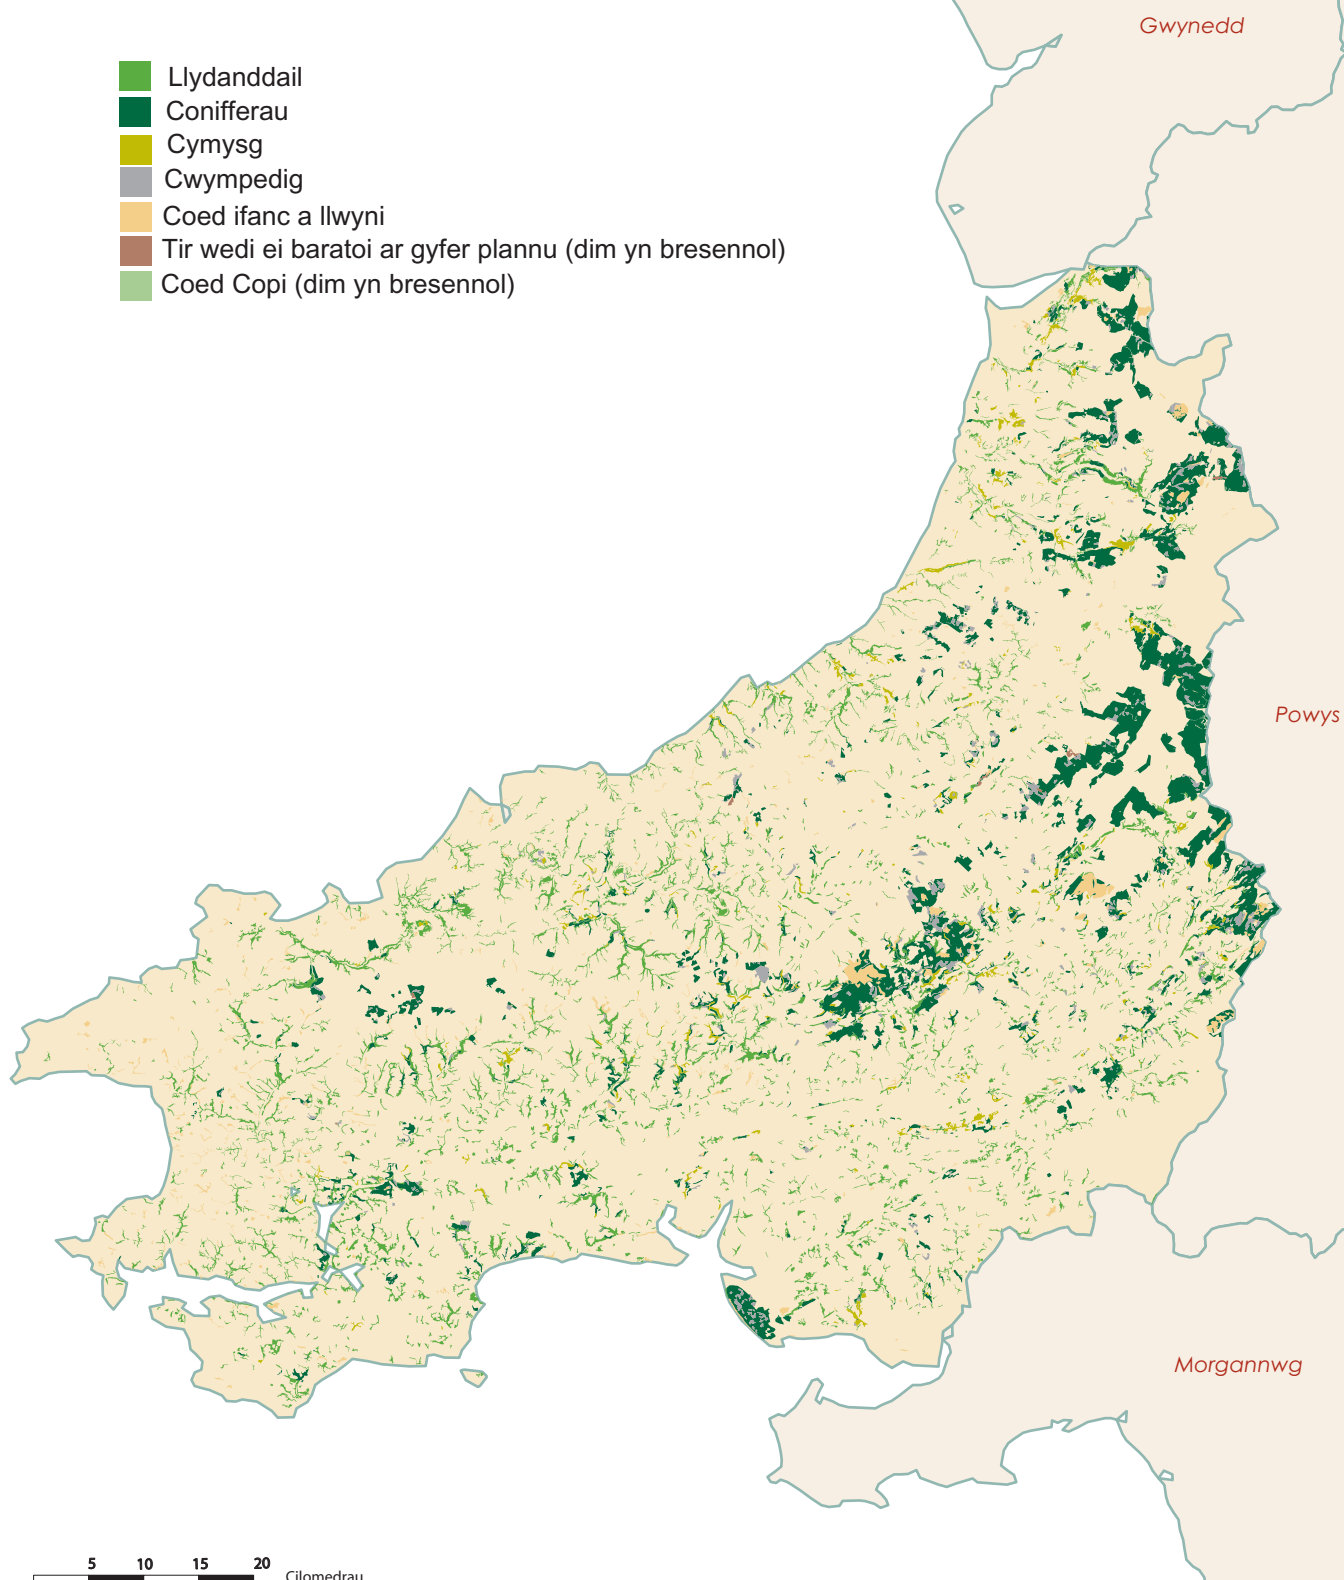 Gwynedd
Llydanddail
Conifferau
Cymysg
Cwympedig
Coed ifanc a llwyni
Tir wedi ei baratoi ar gyfer plannu (dim yn bresennol)
Coed Copi (dim yn bresennol)
Powys
Morgannwg
5 10 15 20
Cilomedrau